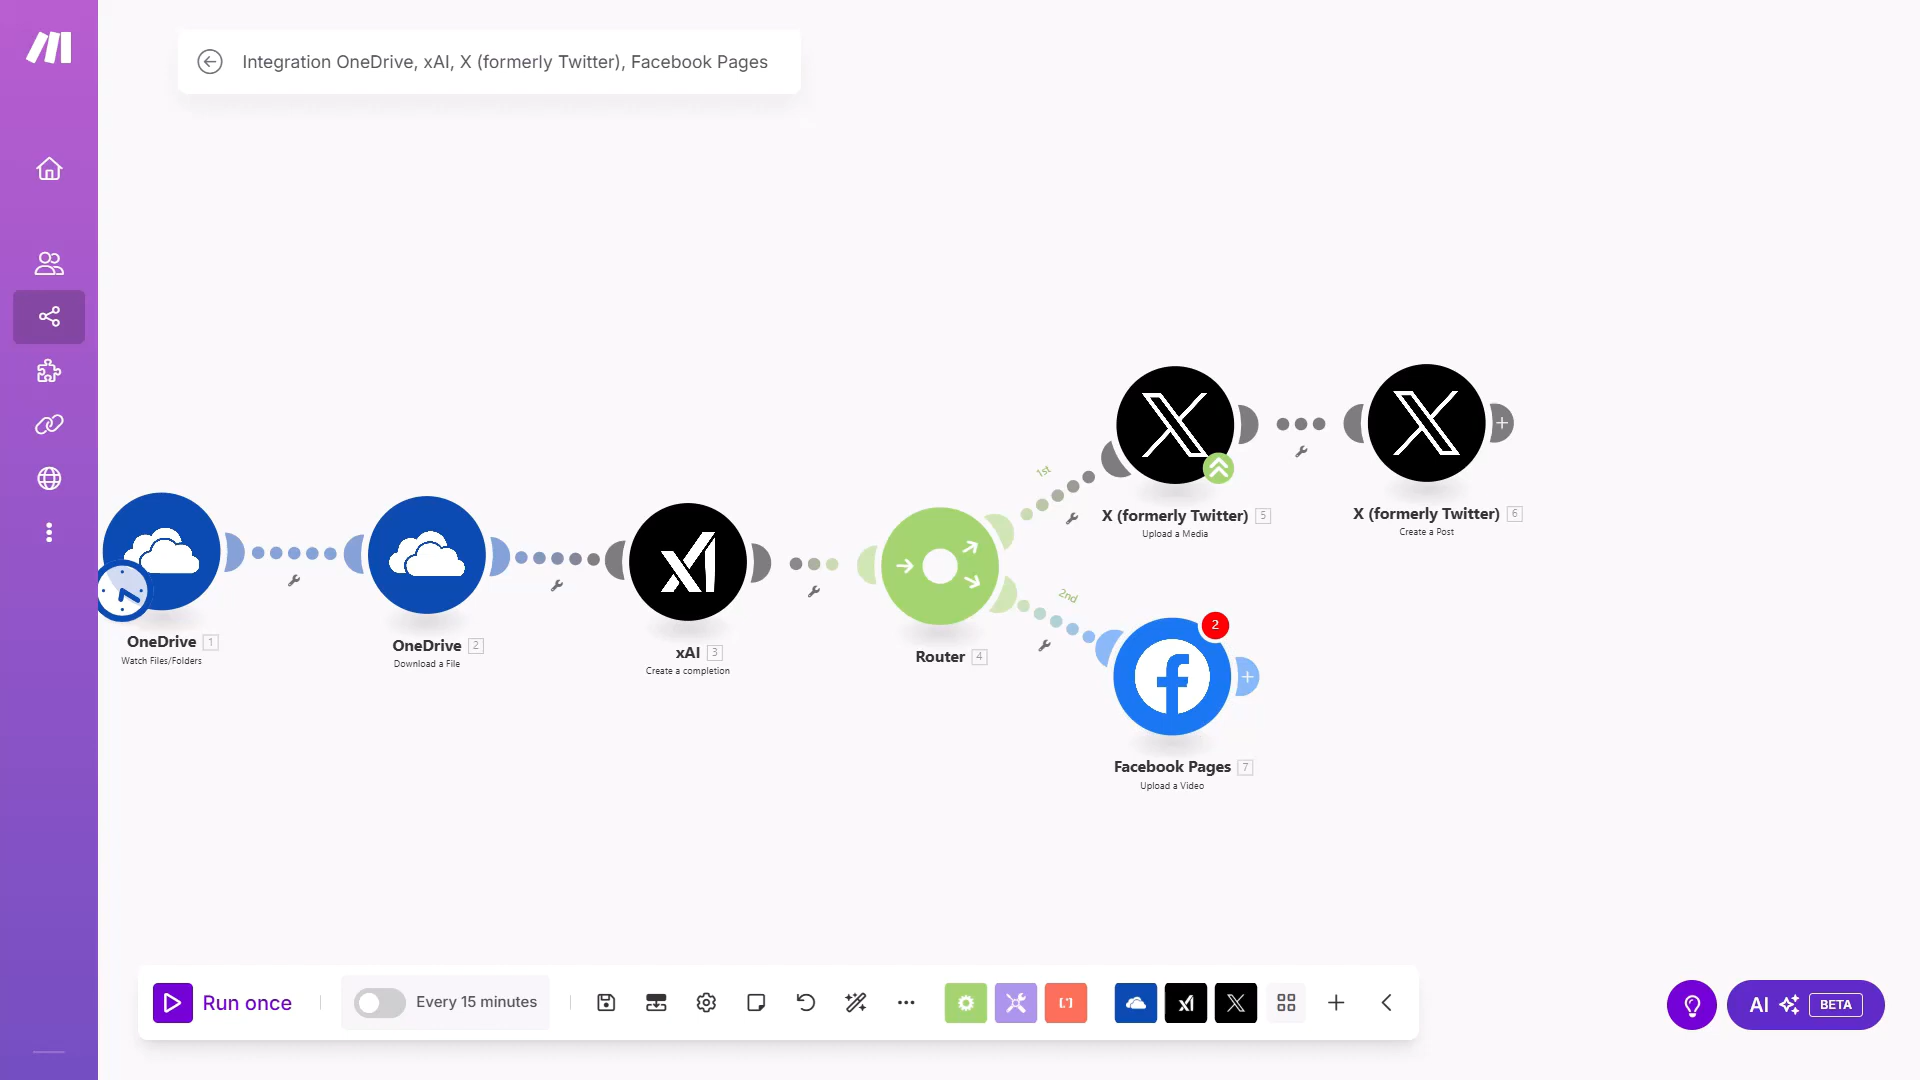 Integration OneDrive, xAI, X (formerly Twitter), Facebook Pages
1st
X (formerly Twitter) 5
Upload a Media
X (formerly Twitter) 6
Create a Post
OneDrive 1
Watch Files/Folders
OneDrive 2
Download a File
xAI 3
Create a completion
Router 4
2nd
2
Facebook Pages 7
Upload a Video
Run once
Every 15 minutes
AI BETA